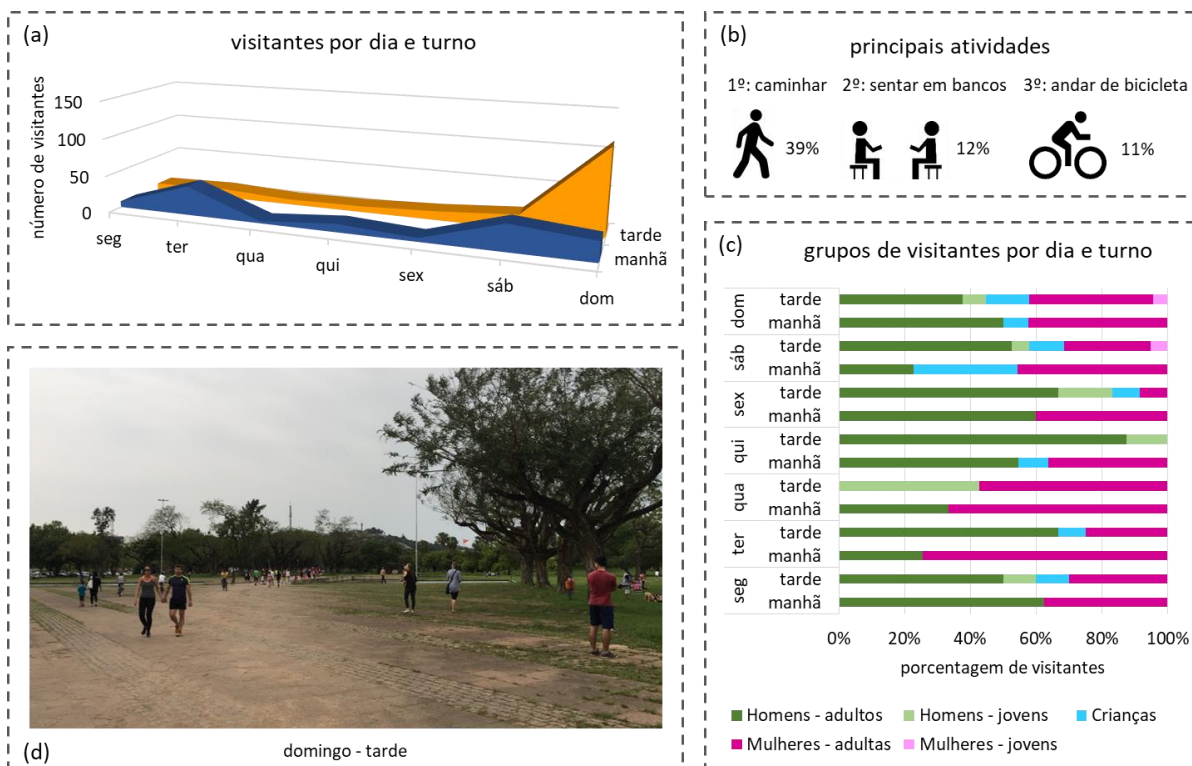 (a)
visitantes por dia e turno
número de visitantes
150
100
50
0
seg
ter
qua
qui
sex
sáb
dom
tarde
manhã
(b)
principais atividades
1º: caminhar 2º: sentar em bancos 3º: andar de bicicleta
39% 12% 11%
(c)
grupos de visitantes por dia e turno
dom
tarde
manhã
sáb
tarde
manhã
sex
tarde
manhã
qui
tarde
manhã
qua
tarde
manhã
ter
tarde
manhã
seg
tarde
manhã
0% 20% 40% 60% 80% 100%
porcentagem de visitantes
Homens - adultos Homens - jovens Crianças
Mulheres - adultas Mulheres - jovens
(d)
domingo - tarde